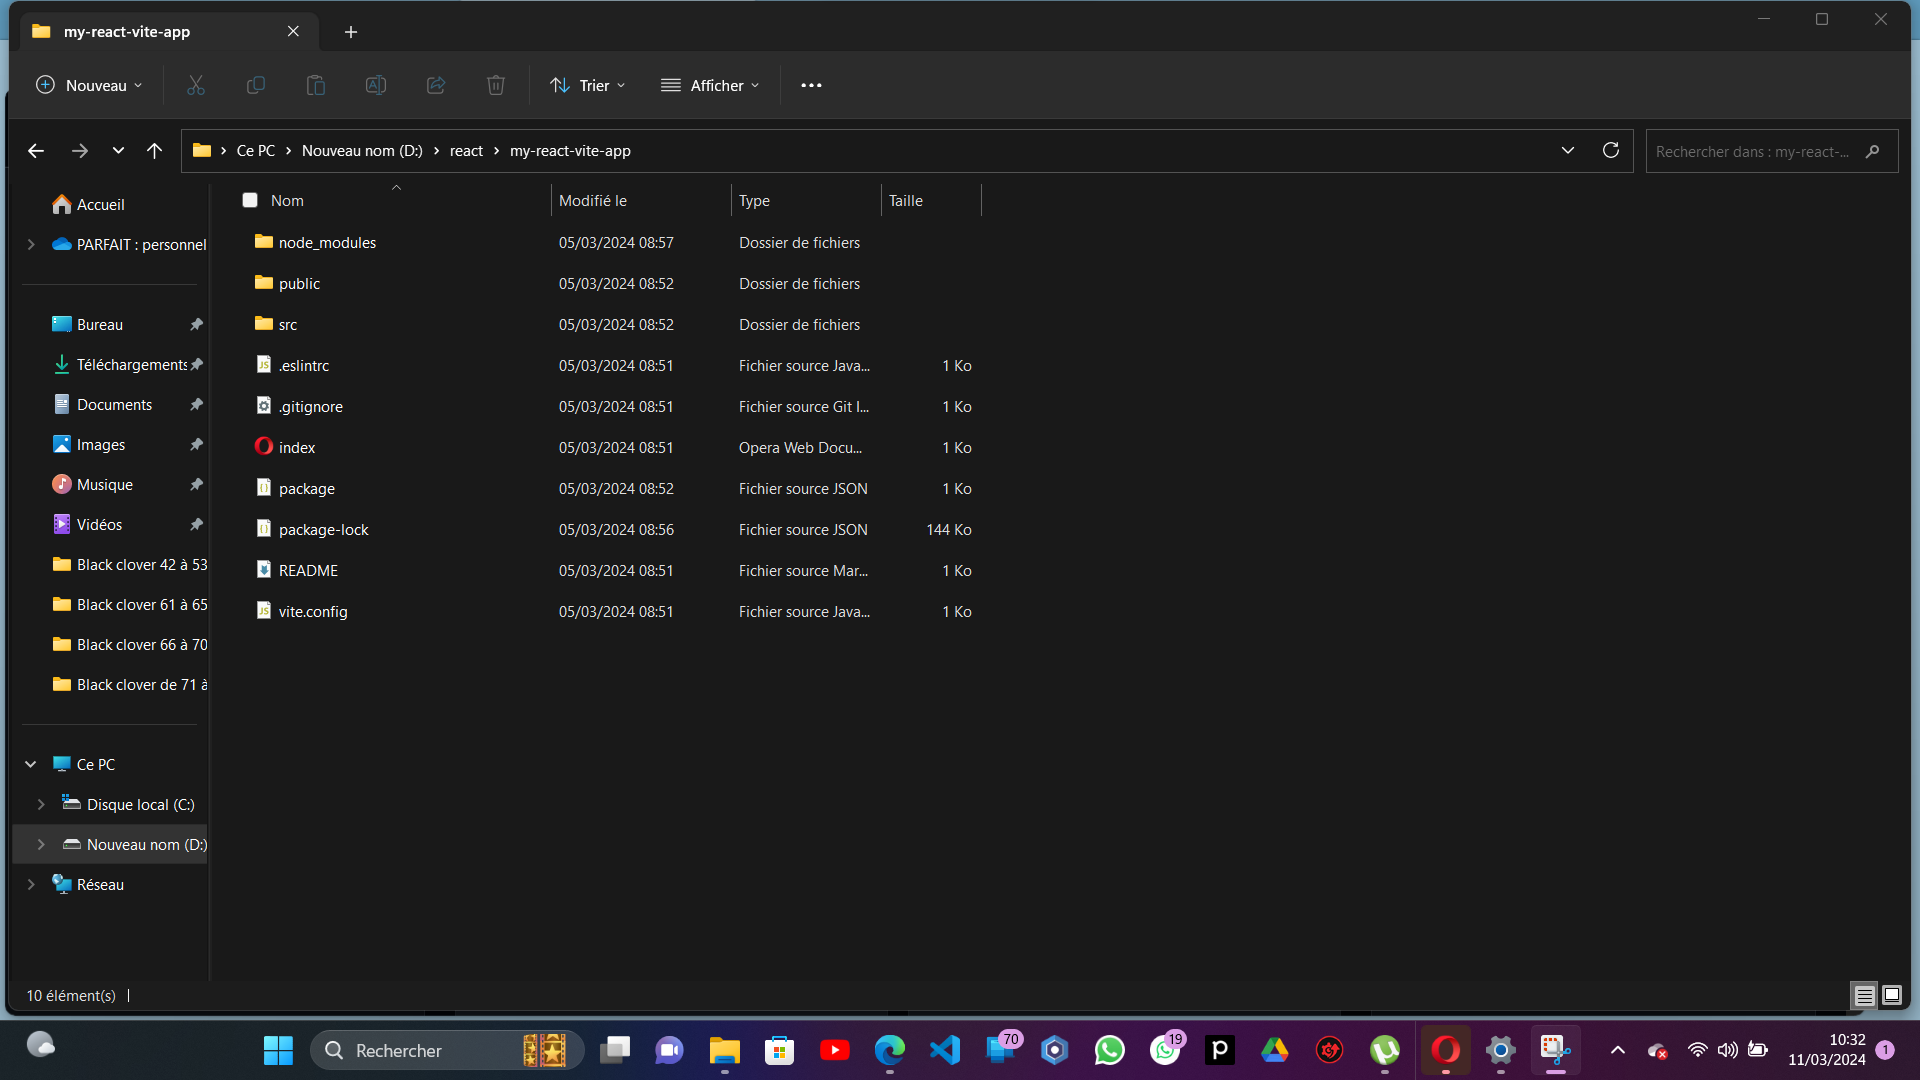 my-react-vite-app
Nouveau
Trier
Afficher
Ce PC
Nouveau nom (D:)
react
my-react-vite-app
Rechercher dans : my-react-...
Accueil
PARFAIT : personnel
Bureau
Téléchargements
Documents
Images
Musique
Vidéos
Black clover 42 à 53
Black clover 61 à 65
Black clover 66 à 70
Black clover de 71 à
Ce PC
Disque local (C:)
Nouveau nom (D:)
Réseau
Nom Modifié le Type Taille
node_modules 05/03/2024 08:57 Dossier de fichiers
public 05/03/2024 08:52 Dossier de fichiers
src 05/03/2024 08:52 Dossier de fichiers
.eslintrc 05/03/2024 08:51 Fichier source Java... 1 Ko
.gitignore 05/03/2024 08:51 Fichier source Git I... 1 Ko
index 05/03/2024 08:51 Opera Web Docu... 1 Ko
package 05/03/2024 08:52 Fichier source JSON 1 Ko
package-lock 05/03/2024 08:56 Fichier source JSON 144 Ko
README 05/03/2024 08:51 Fichier source Mar... 1 Ko
vite.config 05/03/2024 08:51 Fichier source Java... 1 Ko
10 élément(s)
Rechercher
70
19
10:32
11/03/2024
1